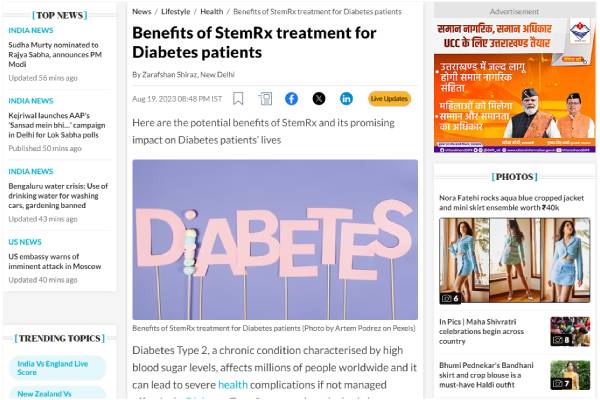 [TOP NEWS]
INDIA NEWS
Sudha Murty nominated to
Rajya Sabha, announces PM
Modi
Updated 56 mins ago
INDIA NEWS
Kejriwal launches AAP's
'Sansad mein bhi...' campaign
in Delhi for Lok Sabha polls
Published 50 mins ago
INDIA NEWS
Bengaluru water crisis: Use of
drinking water for washing
cars, gardening banned
Updated 43 mins ago
US NEWS
US embassy warns of
imminent attack in Moscow
Updated 40 mins ago
[TRENDING TOPICS]
India Vs England Live
Score
New Zealand Vs
News / Lifestyle / Health / Benefits of StemRx treatment for Diabetes patients
Benefits of StemRx treatment for
Diabetes patients
By Zarafshan Shiraz, New Delhi
Aug 19, 2023 08:48 PM IST
Live Updates
Here are the potential benefits of StemRx and its promising
impact on Diabetes patients' lives
DiABETES
Benefits of StemRx treatment for Diabetes patients (Photo by Artem Podrez on Pexels)
Diabetes Type 2, a chronic condition characterised by high
blood sugar levels, affects millions of people worldwide and it
can lead to severe health complications if not managed
Advertisement
समान नागरिक, समान अधिकार
UCC के लिए उत्तराखण्ड तैयार
उत्तराखण्ड में जल्द लागू
होगी समान नागरिक
संहिता
महिलाओं को मिलेगा
समान और समानता
का अधिकार
[PHOTOS]
Nora Fatehi rocks aqua blue cropped jacket
and mini skirt ensemble worth ₹40k
6
In Pics | Maha Shivratri
celebrations begin across
country
8
Bhumi Pednekar's Bandhani
skirt and crop blouse is a
must-have Haldi outfit
7